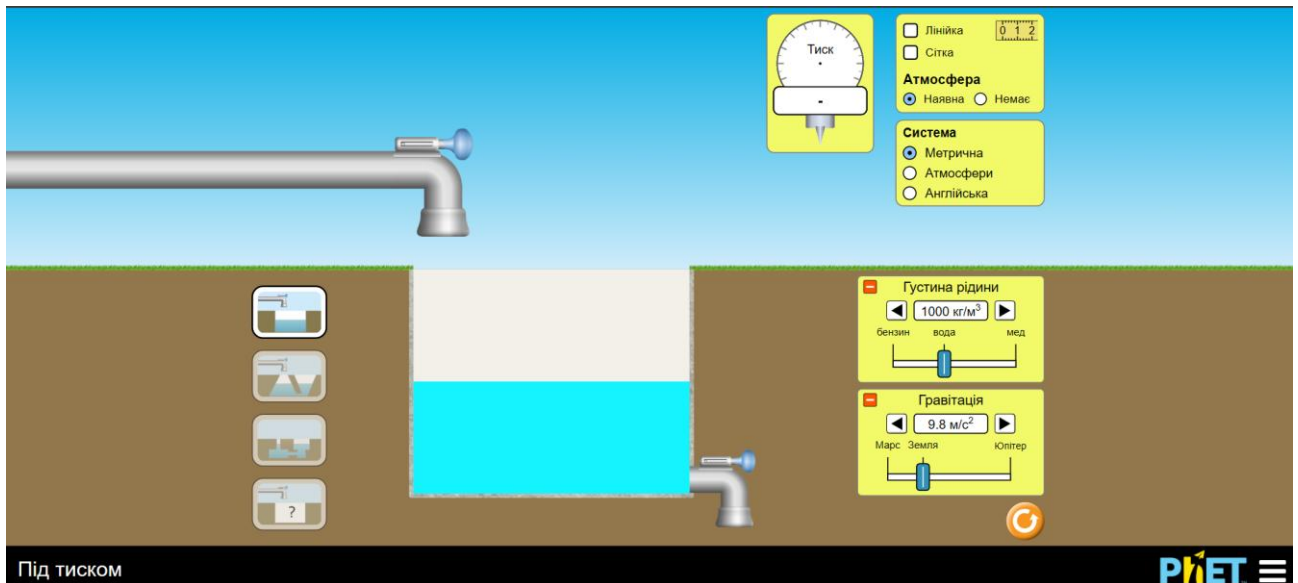 Тиск
-
Лінійка
0 1 2
Сітка
Атмосфера
Наявна Немає
Система
Метрична
Атмосфери
Англійська
Густина рідини
1000 кг/м³
бензин вода мед
Гравітація
9.8 м/с²
Марс Земля Юпітер
?
Під тиском
PhET